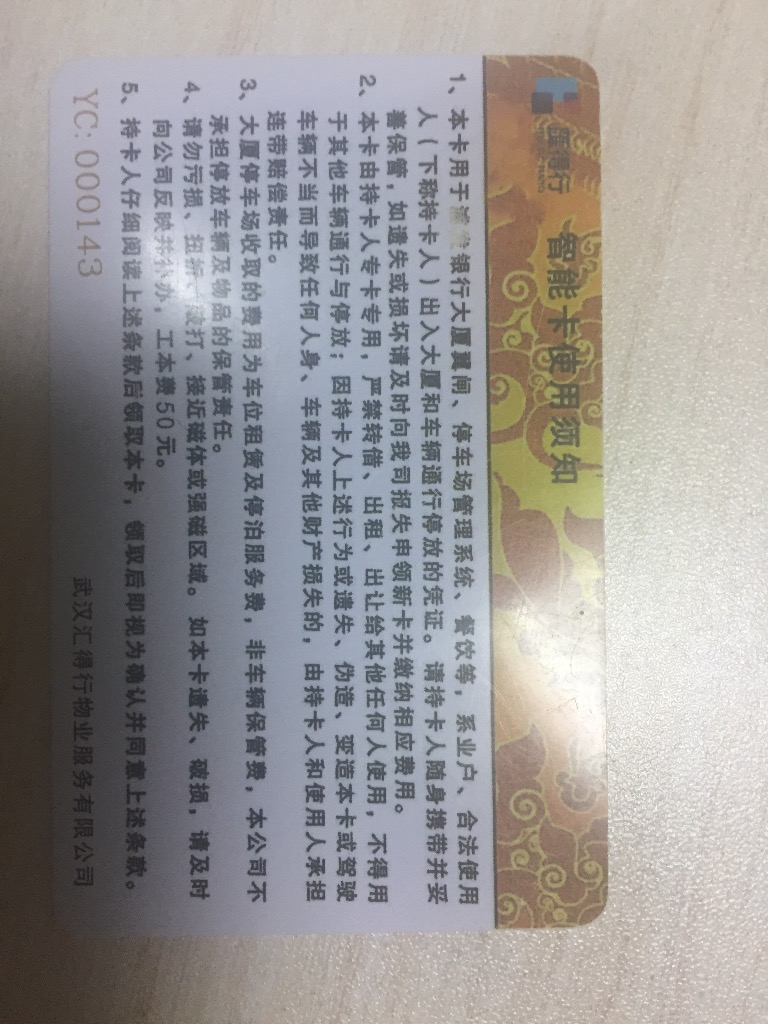 匯得行
智能卡使用须知
1、本卡用于银行大厦翼闸、停车场管理系统、餐饮等，系业户、合法使用
人（下称持卡人）出入大厦和车辆通行停放的凭证。请持卡人随身携带并妥
善保管，如遗失或损坏请及时向我司报失申领新卡并缴纳相应费用。
2、本卡由持卡人专卡专用，严禁转借、出租、出让给其他任何人使用，不得用
于其他车辆通行与停放；因持卡人上述行为或遗失、伪造、变造本卡或驾驶
车辆不当而导致任何人身、车辆及其他财产损失的，由持卡人和使用人承担
连带赔偿责任。
3、大厦停车场收取的费用为车位租赁及停泊服务费，非车辆保管费，本公司不
承担停放车辆及物品的保管责任。
4、请勿污损、扭折、敲打、接近磁体或强磁区域。如本卡遗失、破损，请及时
向公司反映并补办，工本费50元。
5、持卡人仔细阅读上述条款后领取本卡，领取后即视为确认并同意上述条款。
YC: 000143
武汉汇得行物业服务有限公司